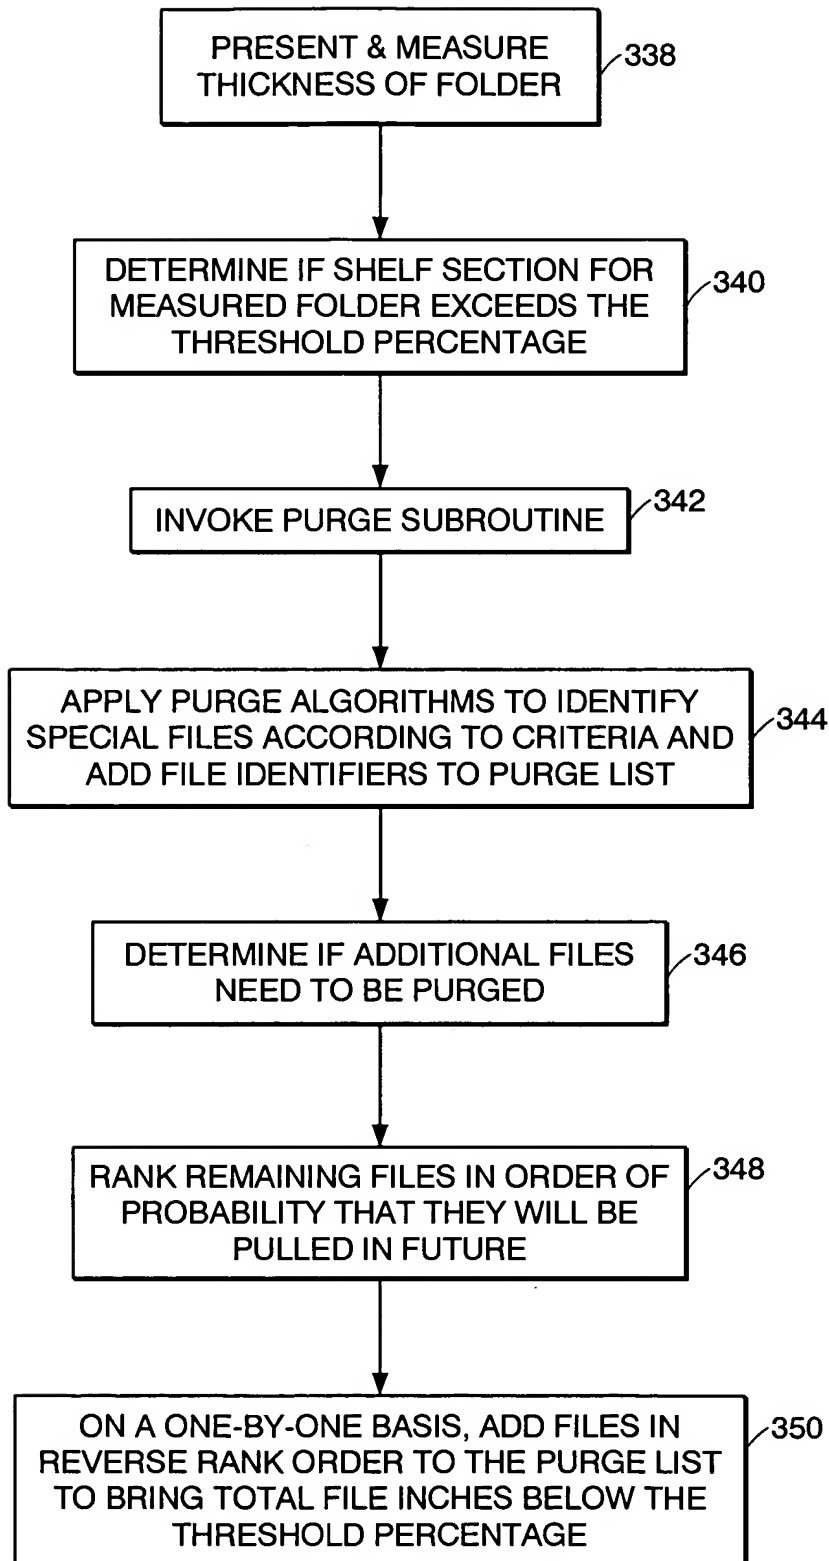 PRESENT & MEASURE
THICKNESS OF FOLDER
338
DETERMINE IF SHELF SECTION FOR
MEASURED FOLDER EXCEEDS THE
THRESHOLD PERCENTAGE
340
INVOKE PURGE SUBROUTINE
342
APPLY PURGE ALGORITHMS TO IDENTIFY
SPECIAL FILES ACCORDING TO CRITERIA AND
ADD FILE IDENTIFIERS TO PURGE LIST
344
DETERMINE IF ADDITIONAL FILES
NEED TO BE PURGED
346
RANK REMAINING FILES IN ORDER OF
PROBABILITY THAT THEY WILL BE
PULLED IN FUTURE
348
ON A ONE-BY-ONE BASIS, ADD FILES IN
REVERSE RANK ORDER TO THE PURGE LIST
TO BRING TOTAL FILE INCHES BELOW THE
THRESHOLD PERCENTAGE
350